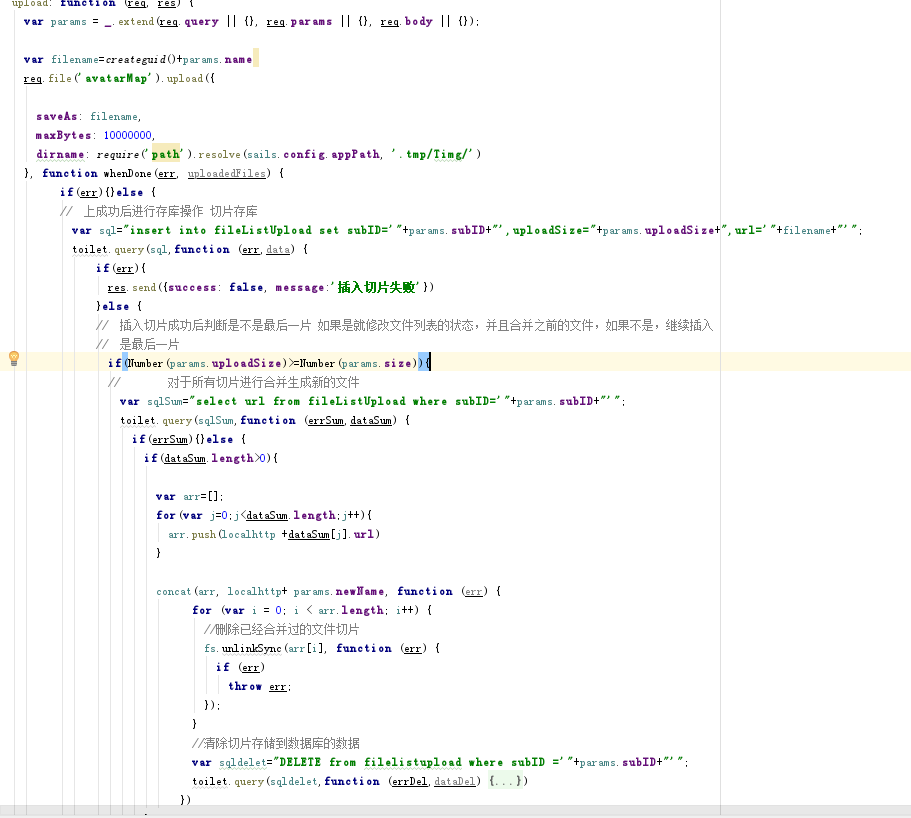 upload: function (req, res) {
var params = _.extend(req.query || {}, req.params || {}, req.body || {});
var filename=createguid()+params.name
req.file('avatarMap').upload({
saveAs: filename,
maxBytes: 10000000,
dirname: require('path').resolve(sails.config.appPath, '.tmp/Timg/')
}, function whenDone(err, uploadedFiles) {
if(err){}else {
// 上成功后进行存库操作 切片存库
var sql="insert into fileListUpload set subID='"+params.subID+"',uploadSize="+params.uploadSize+",url='"+filename+"'";
toilet.query(sql,function (err,data) {
if(err){
res.send({success: false, message:'插入切片失败'})
}else {
// 插入切片成功后判断是不是最后一片 如果是就修改文件列表的状态，并且合并之前的文件，如果不是，继续插入
// 是最后一片
if(Number(params.uploadSize)>=Number(params.size)){
// 对于所有切片进行合并生成新的文件
var sqlSum="select url from fileListUpload where subID='"+params.subID+"'";
toilet.query(sqlSum,function (errSum,dataSum) {
if(errSum){}else {
if(dataSum.length>0){
var arr=[];
for(var j=0;j<dataSum.length;j++){
arr.push(localhttp +dataSum[j].url)
}
concat(arr, localhttp+ params.newName, function (err) {
for (var i = 0; i < arr.length; i++) {
//删除已经合并过的文件切片
fs.unlinkSync(arr[i], function (err) {
if (err)
throw err;
});
}
//清除切片存储到数据库的数据
var sqldelet="DELETE from filelistupload where subID ='"+params.subID+"'";
toilet.query(sqldelet,function (errDel,dataDel) {...})
})